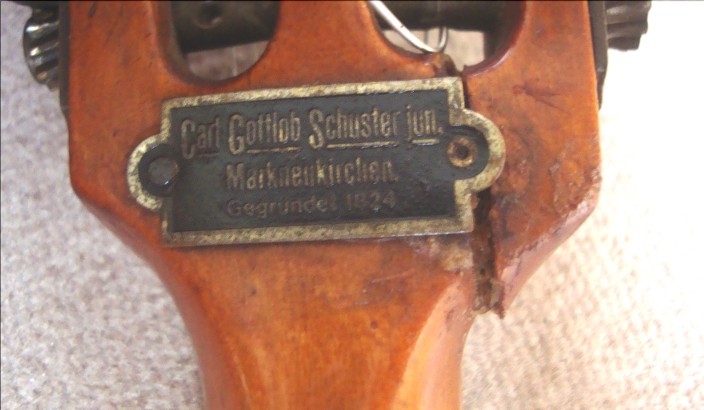 Carl Gottlob Schuster jun.
Markneukirchen.
Gegründet 1824